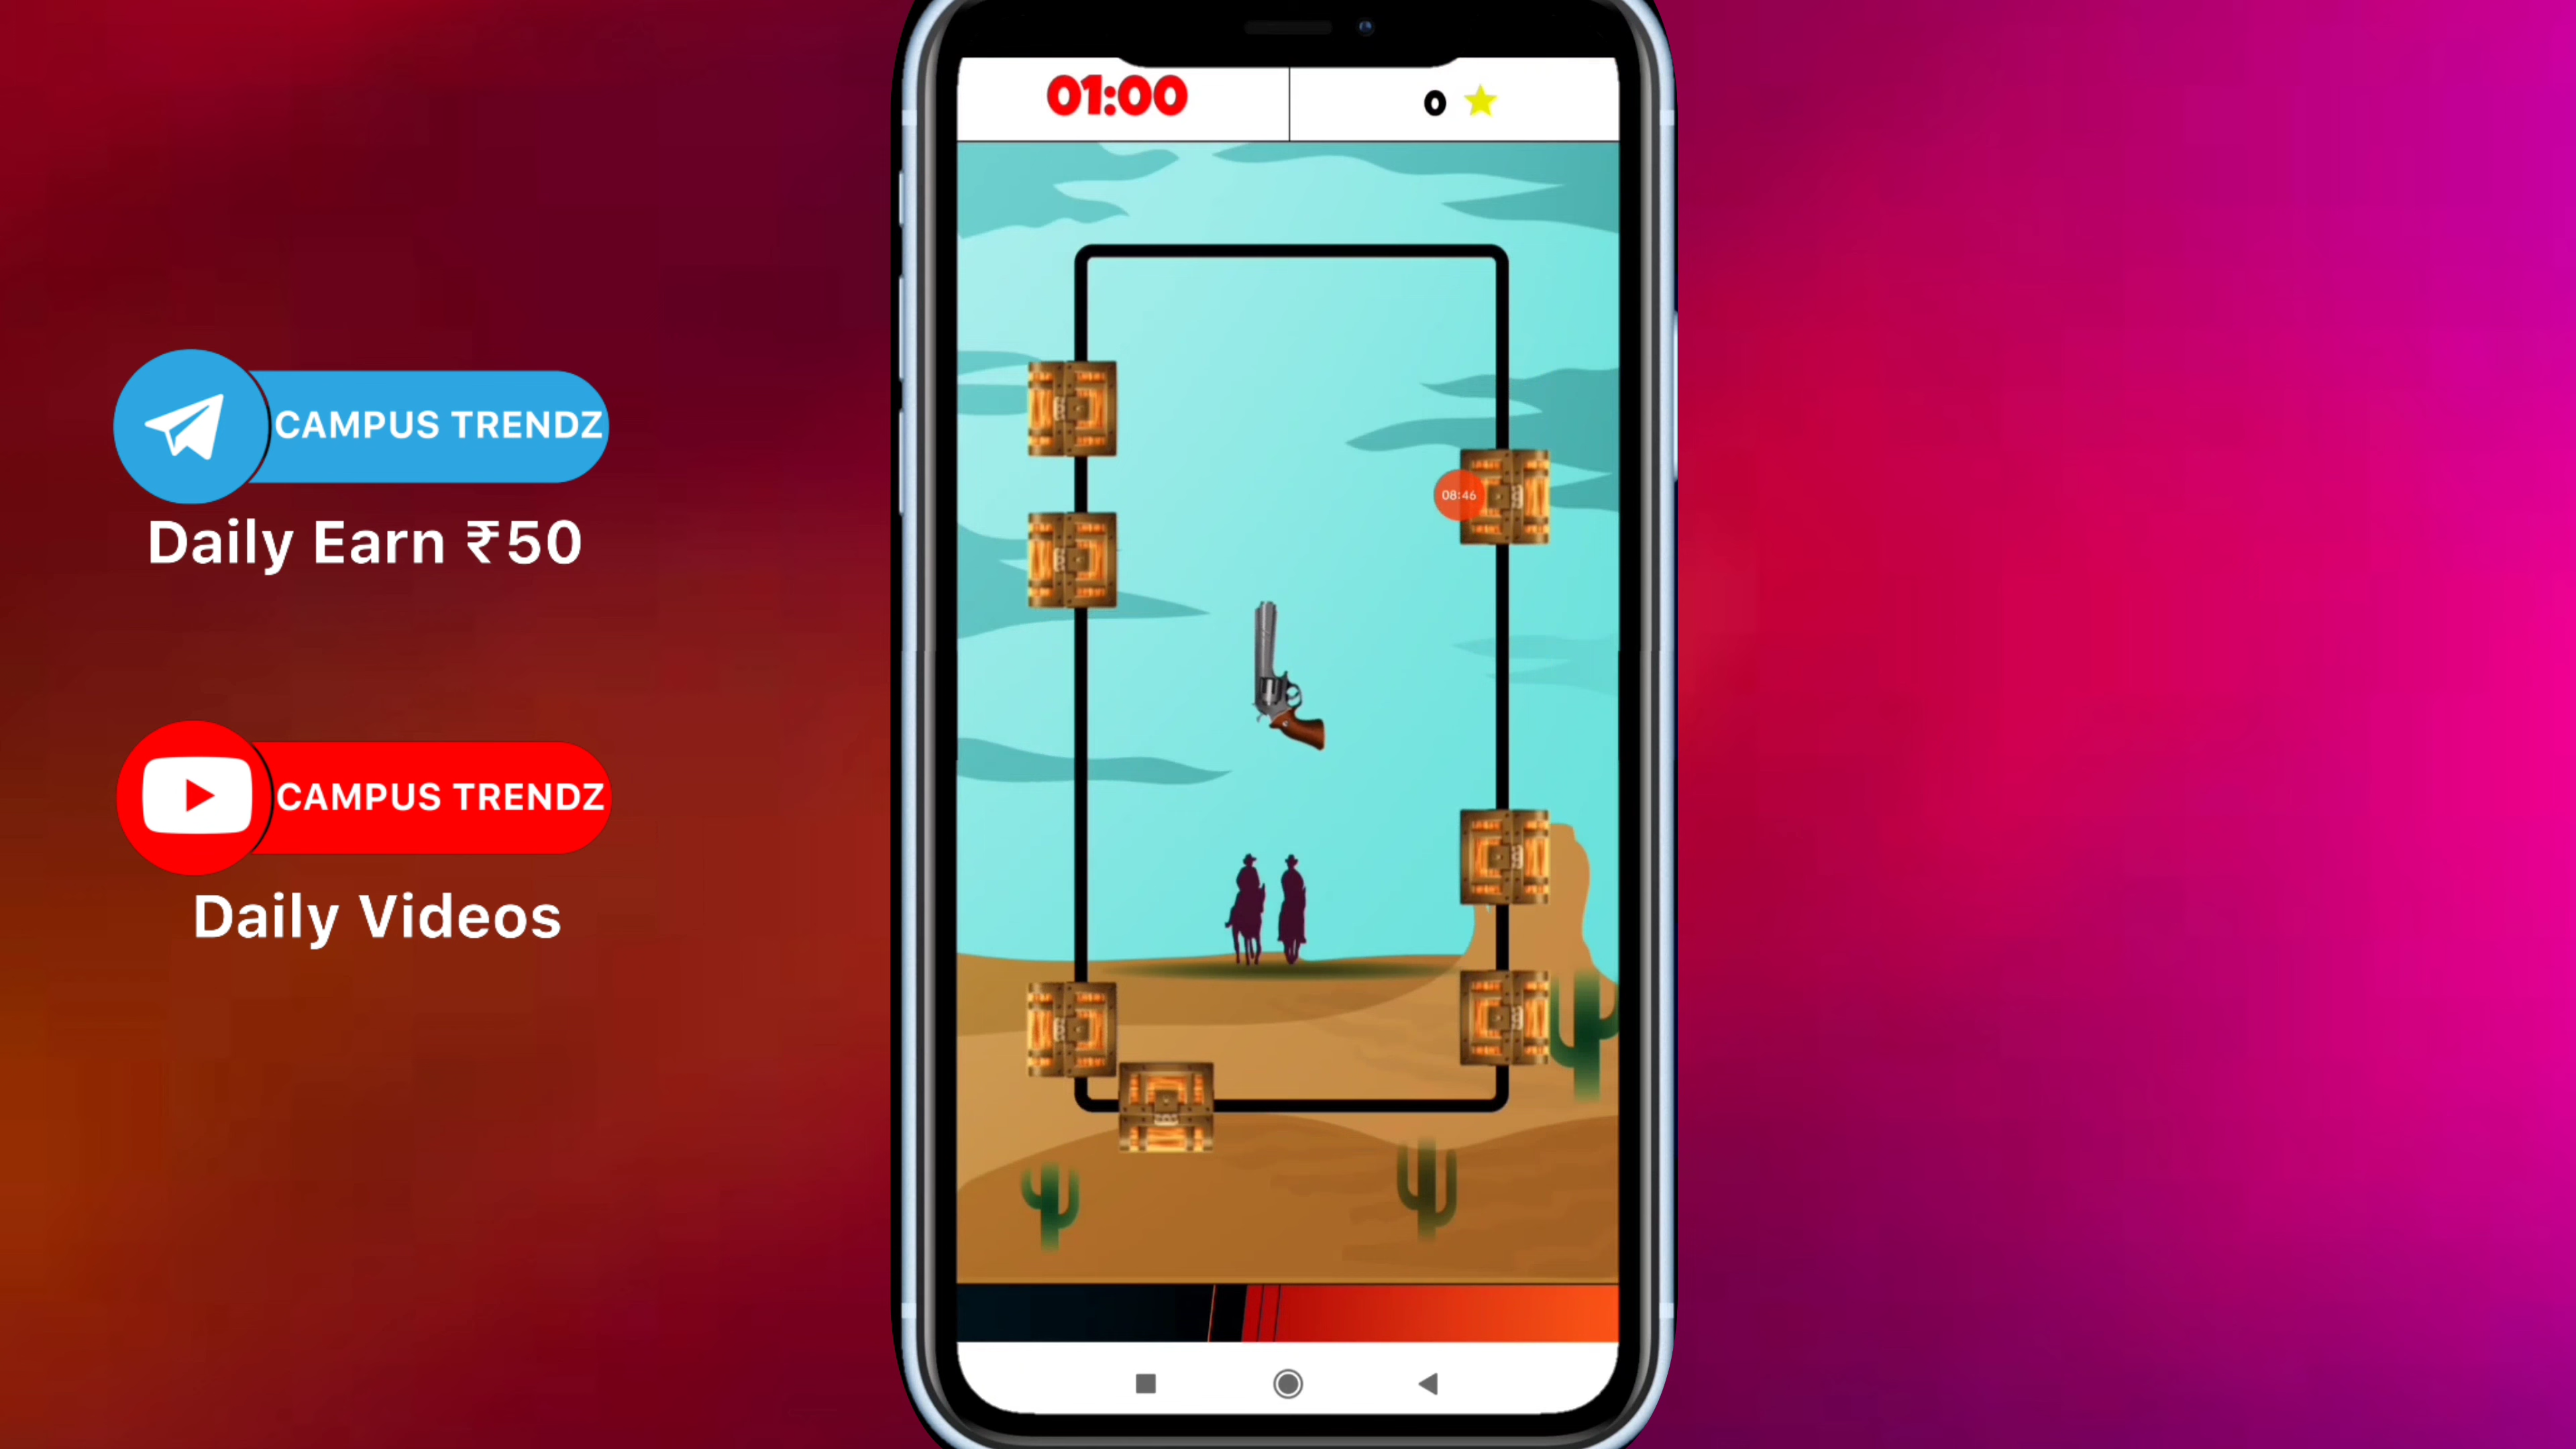 01:00
0
CAMPUS TRENDZ
Daily Earn ₹50
08:46
CAMPUS TRENDZ
Daily Videos